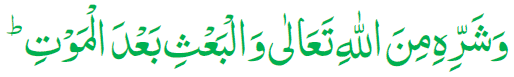 وَشَرِّهٖ مِنَ اللّٰهِ تَعَالٰى وَالْبَعْثِ بَعْدَ الْمَوْتِ ؕ